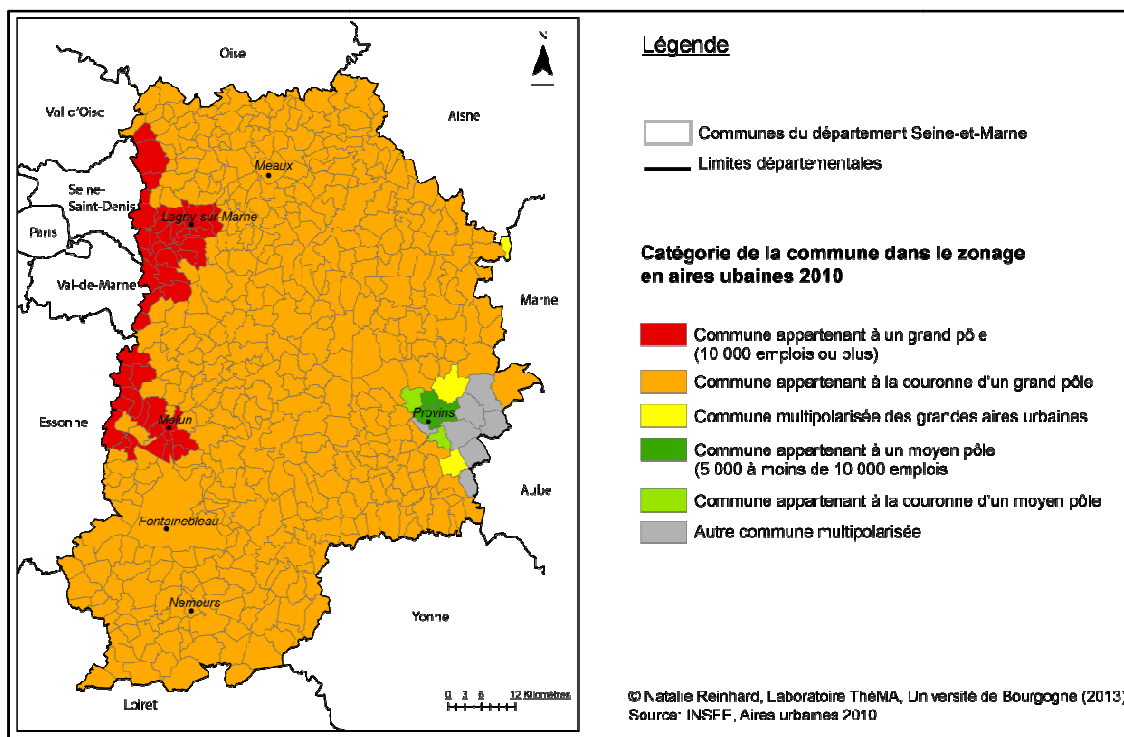 Oise
Val d'Oise
Aisne
Meaux
Seine-
Saint-Denis
Lagny sur Marne
Paris
Val-de-Marne
Marne
Essonne
Provins
Melun
Aube
Fontainebleau
Nemours
Yonne
Loiret
0 3 6 12 Kilomètres
Légende
Communes du département Seine-et-Marne
Limites départementales
Catégorie de la commune dans le zonage
en aires ubaines 2010
Commune appartenant à un grand pôle
(10 000 emplois ou plus)
Commune appartenant à la couronne d'un grand pôle
Commune multipolarisée des grandes aires urbaines
Commune appartenant à un moyen pôle
(5 000 à moins de 10 000 emplois
Commune appartenant à la couronne d'un moyen pôle
Autre commune multipolarisée
© Natalie Reinhard, Laboratoire ThéMA, Université de Bourgogne (2013)
Source: INSEE, Aires urbaines 2010